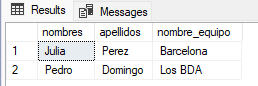 Results Messages
nombres apellidos nombre_equipo
1 Julia Perez Barcelona
2 Pedro Domingo Los BDA